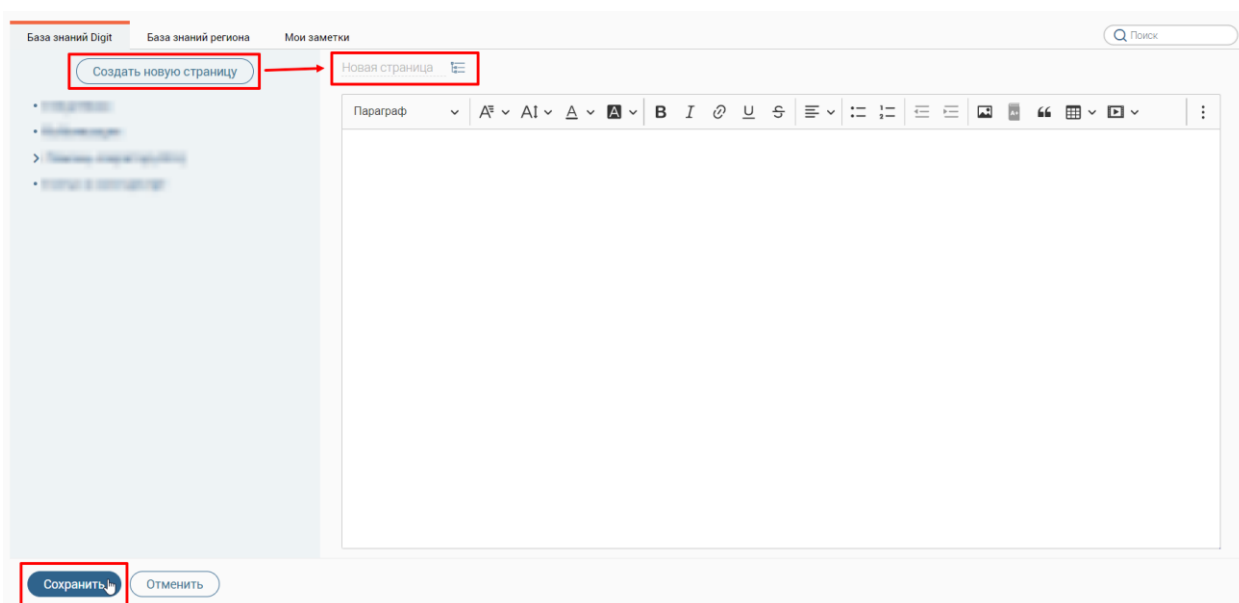 База знаний Digit База знаний региона Мои заметки Поиск
Создать новую страницу Новая страница
Параграф
Сохранить Отменить